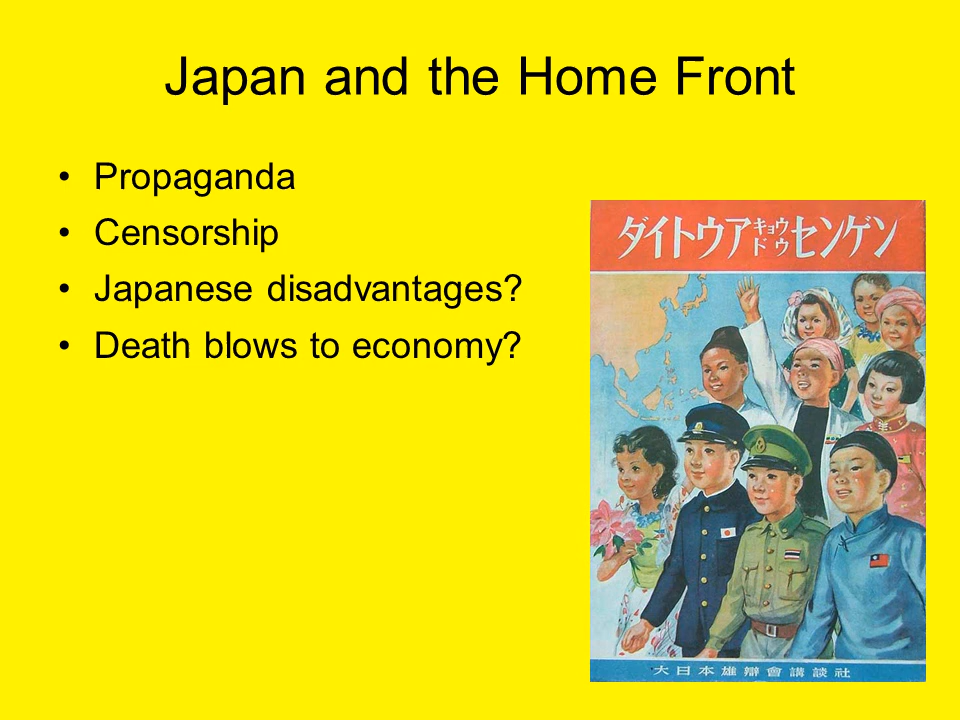 Japan and the Home Front
• Propaganda
• Censorship
• Japanese disadvantages?
• Death blows to economy?
ダイトウアキョウドウセンゲン
大日本雄辯會講談社